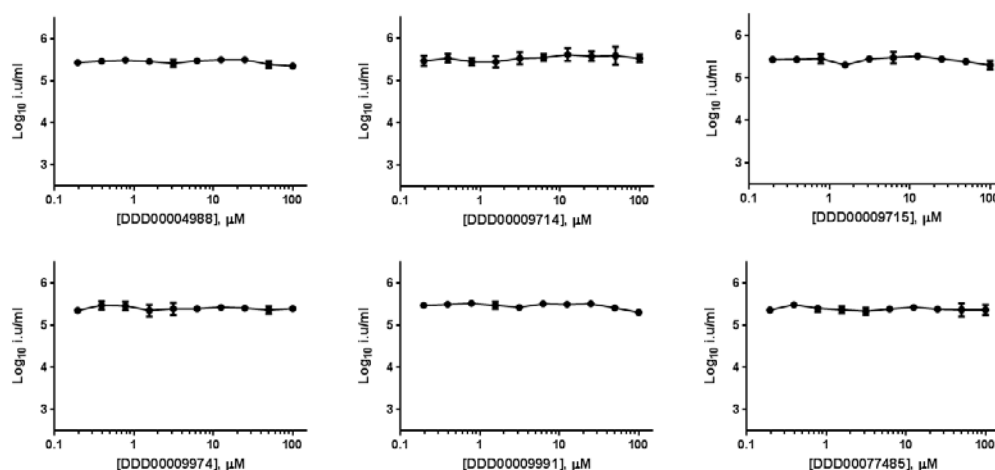 6
5
4
3
Log10 i.u/ml
0.1 1 10 100
[DDD00004988], μM
6
5
4
3
Log10 i.u/ml
0.1 1 10 100
[DDD00009714], μM
6
5
4
3
Log10 i.u/ml
0.1 1 10 100
[DDD00009715], μM
6
5
4
3
Log10 i.u/ml
0.1 1 10 100
[DDD00009974], μM
6
5
4
3
Log10 i.u/ml
0.1 1 10 100
[DDD00009991], μM
6
5
4
3
Log10 i.u/ml
0.1 1 10 100
[DDD00077485], μM